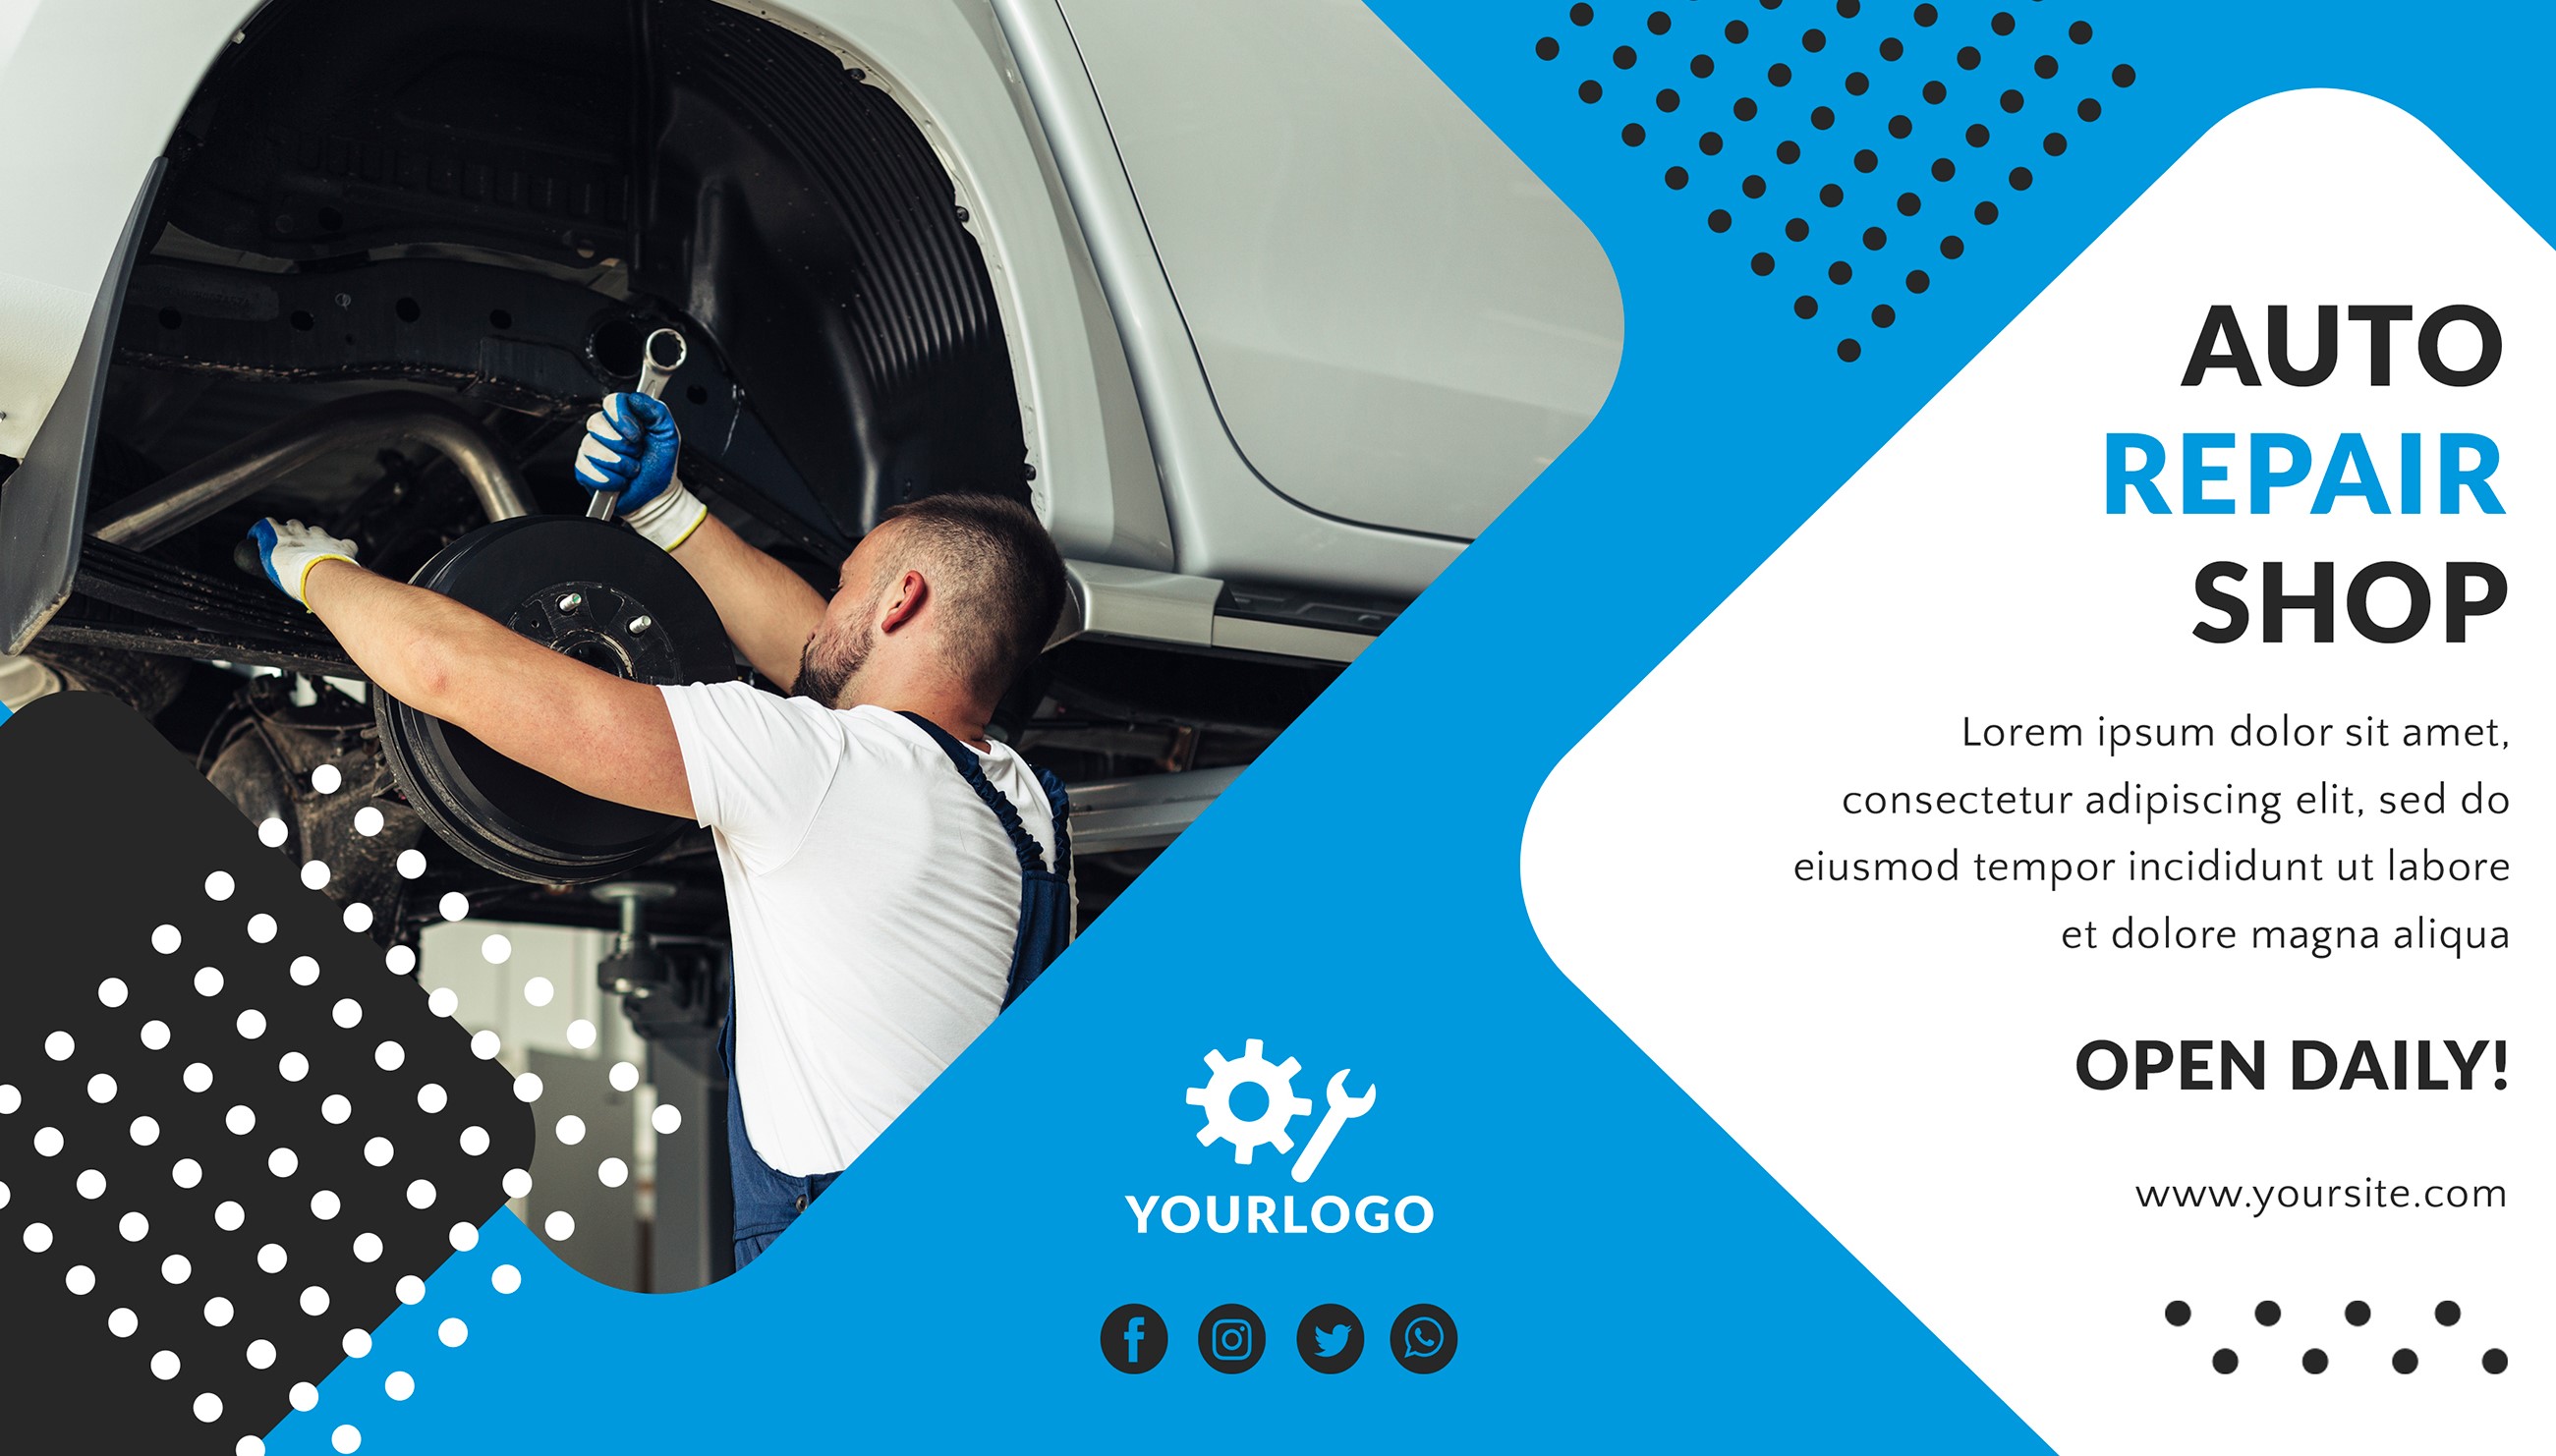 AUTO
REPAIR
SHOP
Lorem ipsum dolor sit amet,
consectetur adipiscing elit, sed do
eiusmod tempor incididunt ut labore
et dolore magna aliqua
OPEN DAILY!
www.yoursite.com
YOURLOGO